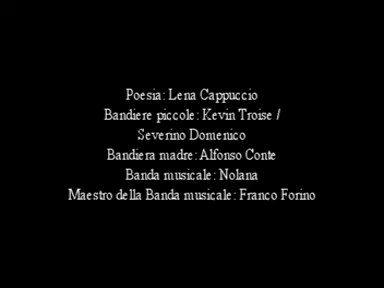 Poesia: Lena Cappuccio
Bandiere piccole: Kevin Troise /
Severino Domenico
Bandiera madre: Alfonso Conte
Banda musicale: Nolana
Maestro della Banda musicale: Franco Forino